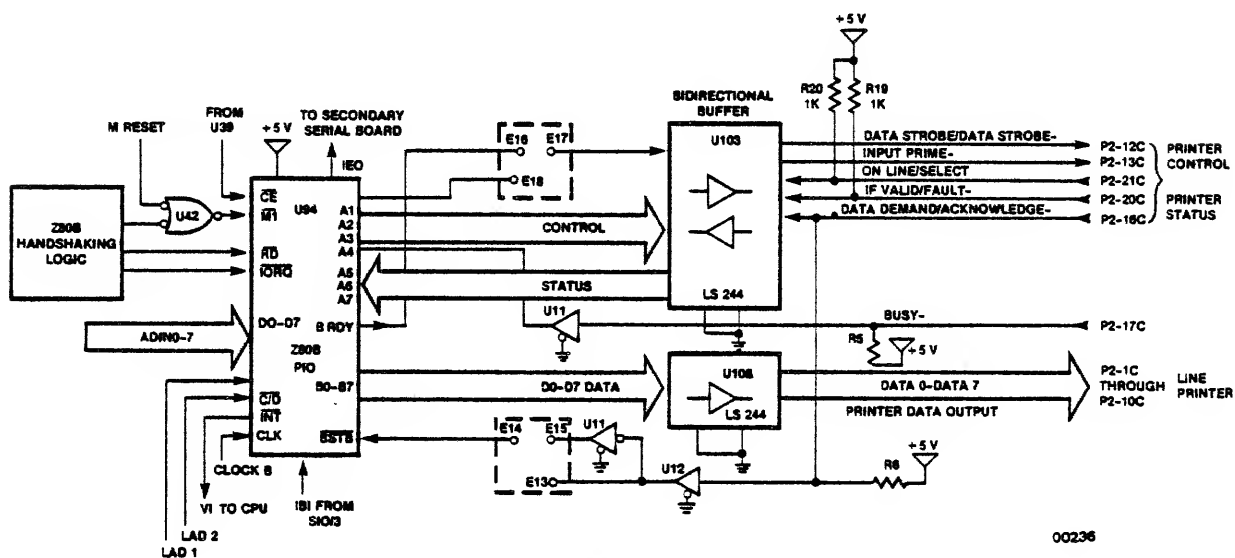 + 5 V
R20
1K
R19
1K
BIDIRECTIONAL
BUFFER
U103
LS 244
M RESET
FROM
U39
+ 5 V
TO SECONDARY
SERIAL BOARD
IEO
E16
E17
E18
DATA STROBE/DATA STROBE-
P2-12C
INPUT PRIME-
P2-13C
ON LINE/SELECT
P2-21C
IF VALID/FAULT-
P2-20C
DATA DEMAND/ACKNOWLEDGE-
P2-16C
PRINTER
CONTROL
PRINTER
STATUS
Z80B
HANDSHAKING
LOGIC
U42
CE
M1
RD
IORQ
U94
A1
A2
A3
A4
A5
A6
A7
CONTROL
STATUS
ADIN0-7
D0-D7
B RDY
Z80B
PIO
B0-B7
C/D
INT
CLK
BSTB
U11
BUSY-
P2-17C
R5
+ 5 V
D0-D7 DATA
U108
LS 244
DATA 0-DATA 7
PRINTER DATA OUTPUT
P2-1C
THROUGH
P2-10C
LINE
PRINTER
E14
E15
U11
E13
U12
R6
+ 5 V
CLOCK B
VI TO CPU
IBI FROM
SIO/3
LAD 2
LAD 1
00236